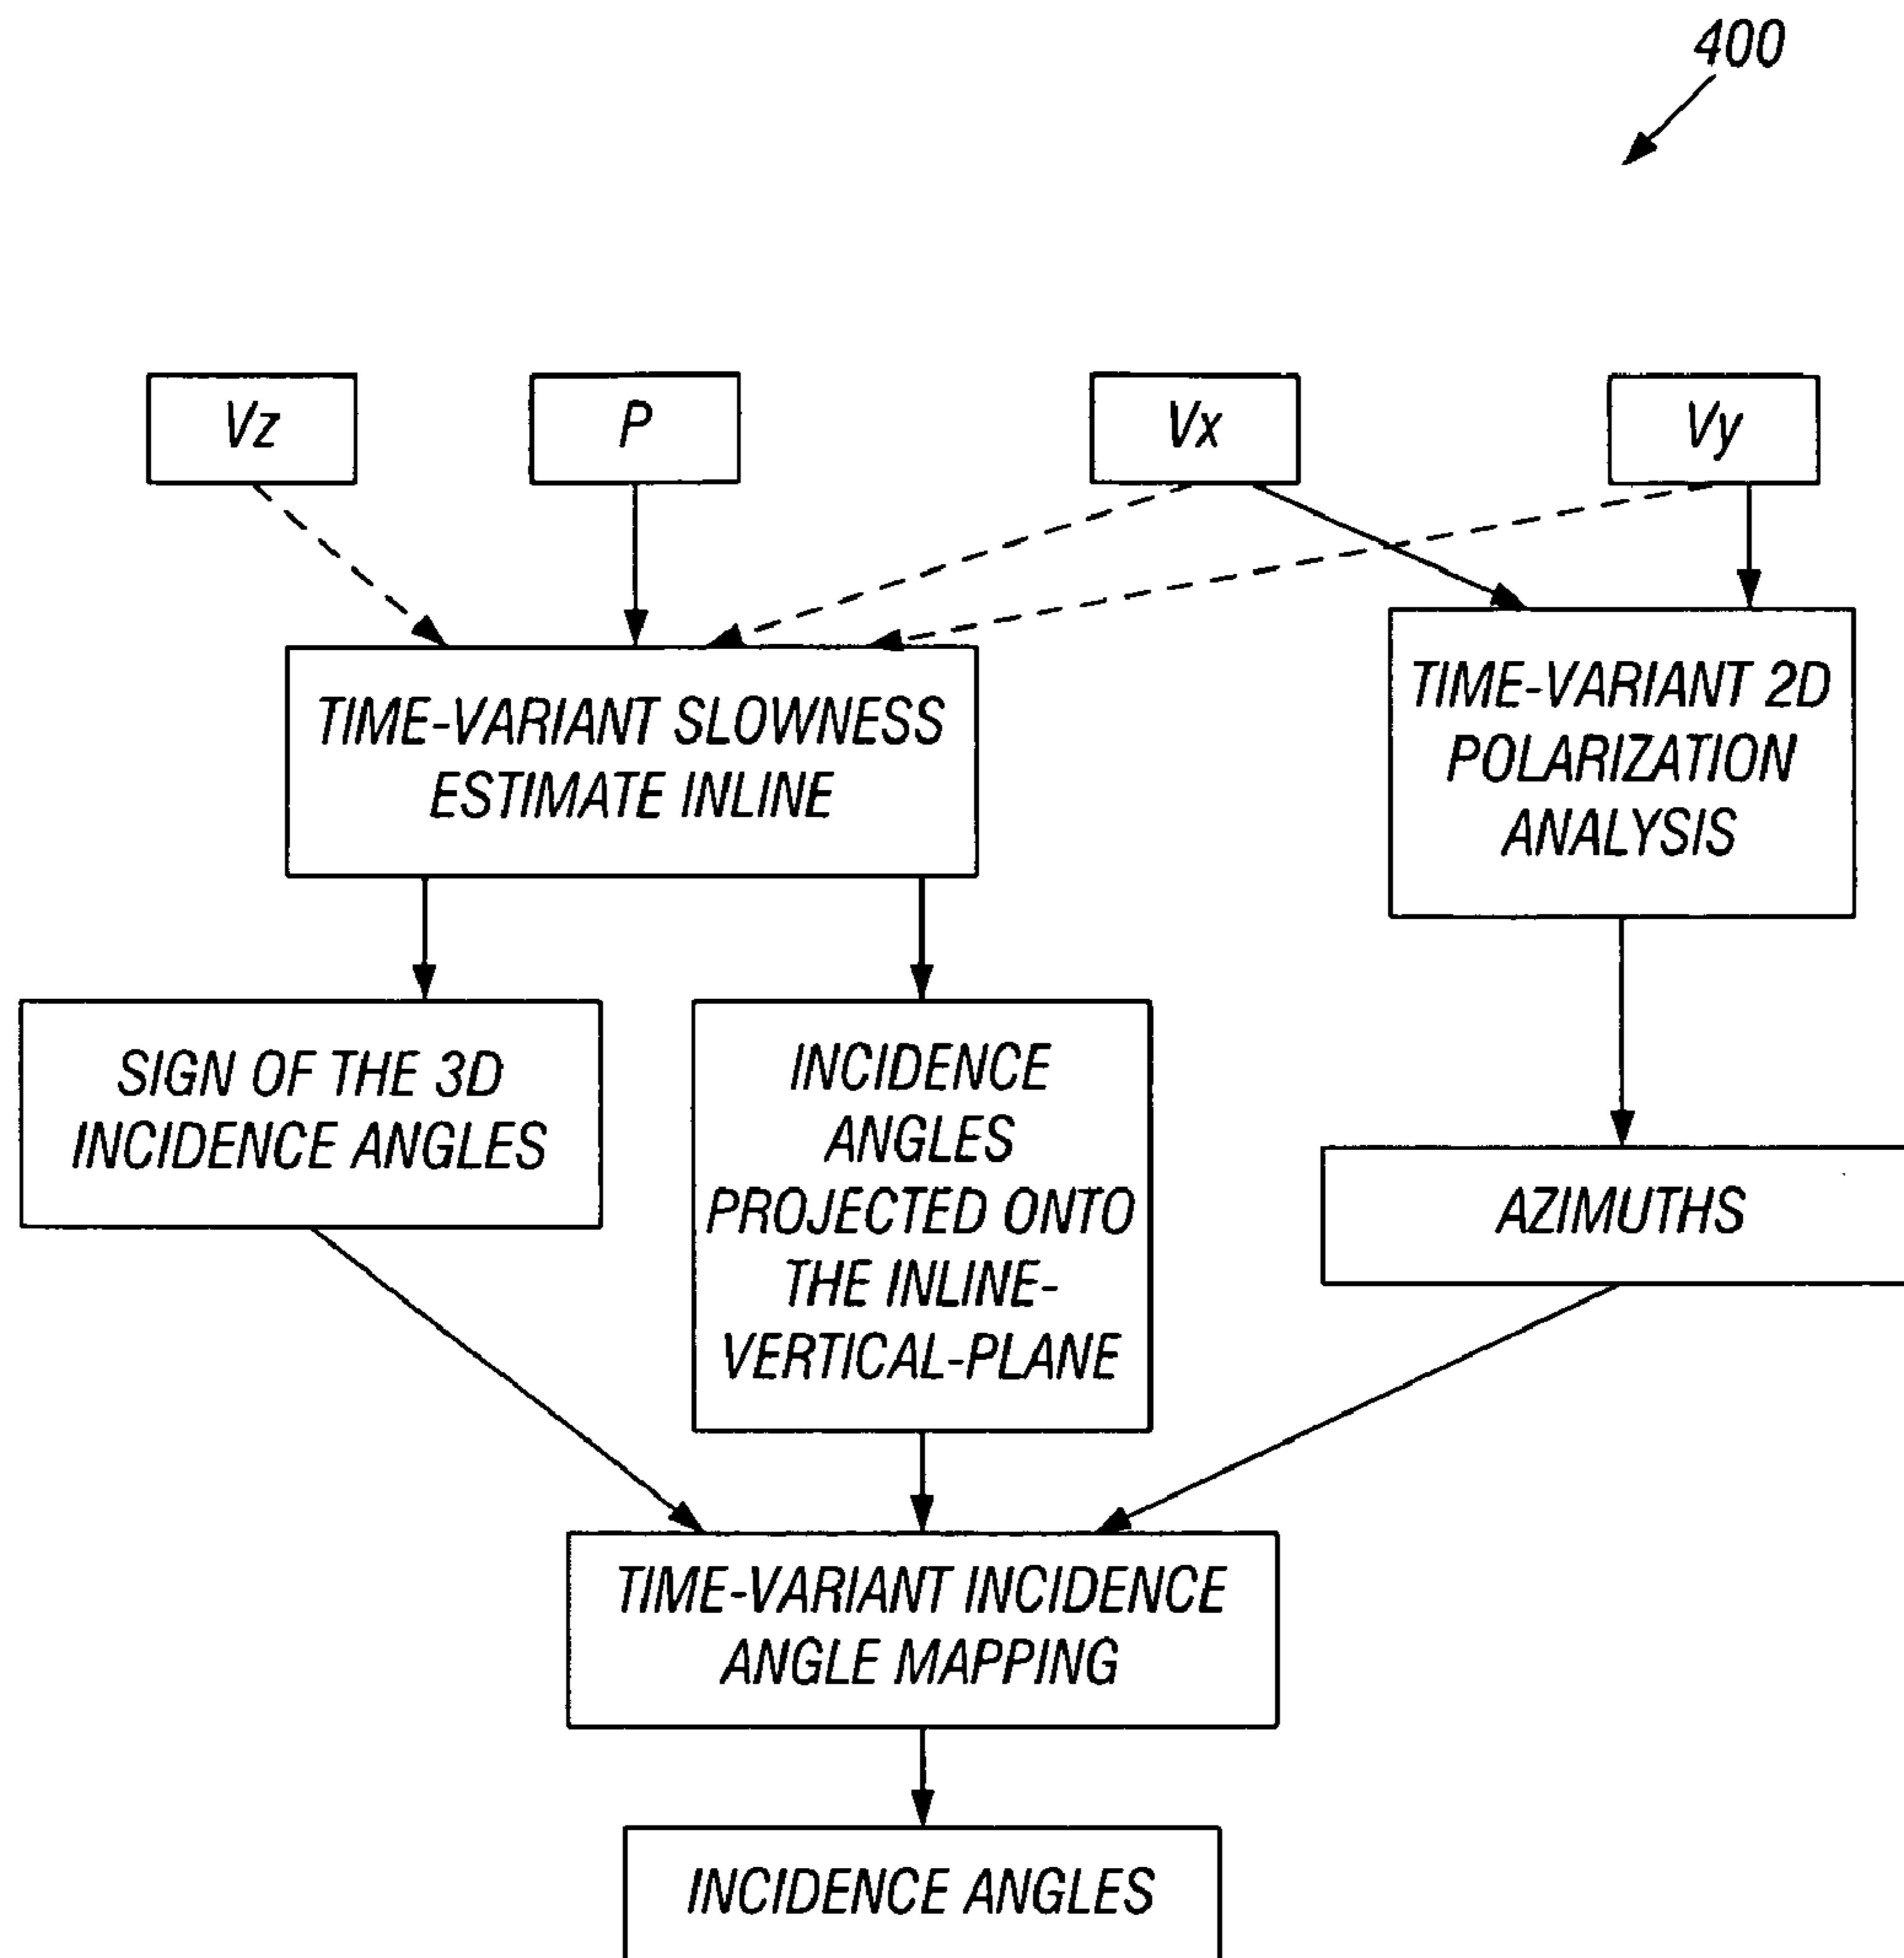 400
Vz
P
Vx
Vy
TIME-VARIANT SLOWNESS
ESTIMATE INLINE
TIME-VARIANT 2D
POLARIZATION
ANALYSIS
SIGN OF THE 3D
INCIDENCE ANGLES
INCIDENCE
ANGLES
PROJECTED ONTO
THE INLINE-
VERTICAL-PLANE
AZIMUTHS
TIME-VARIANT INCIDENCE
ANGLE MAPPING
INCIDENCE ANGLES